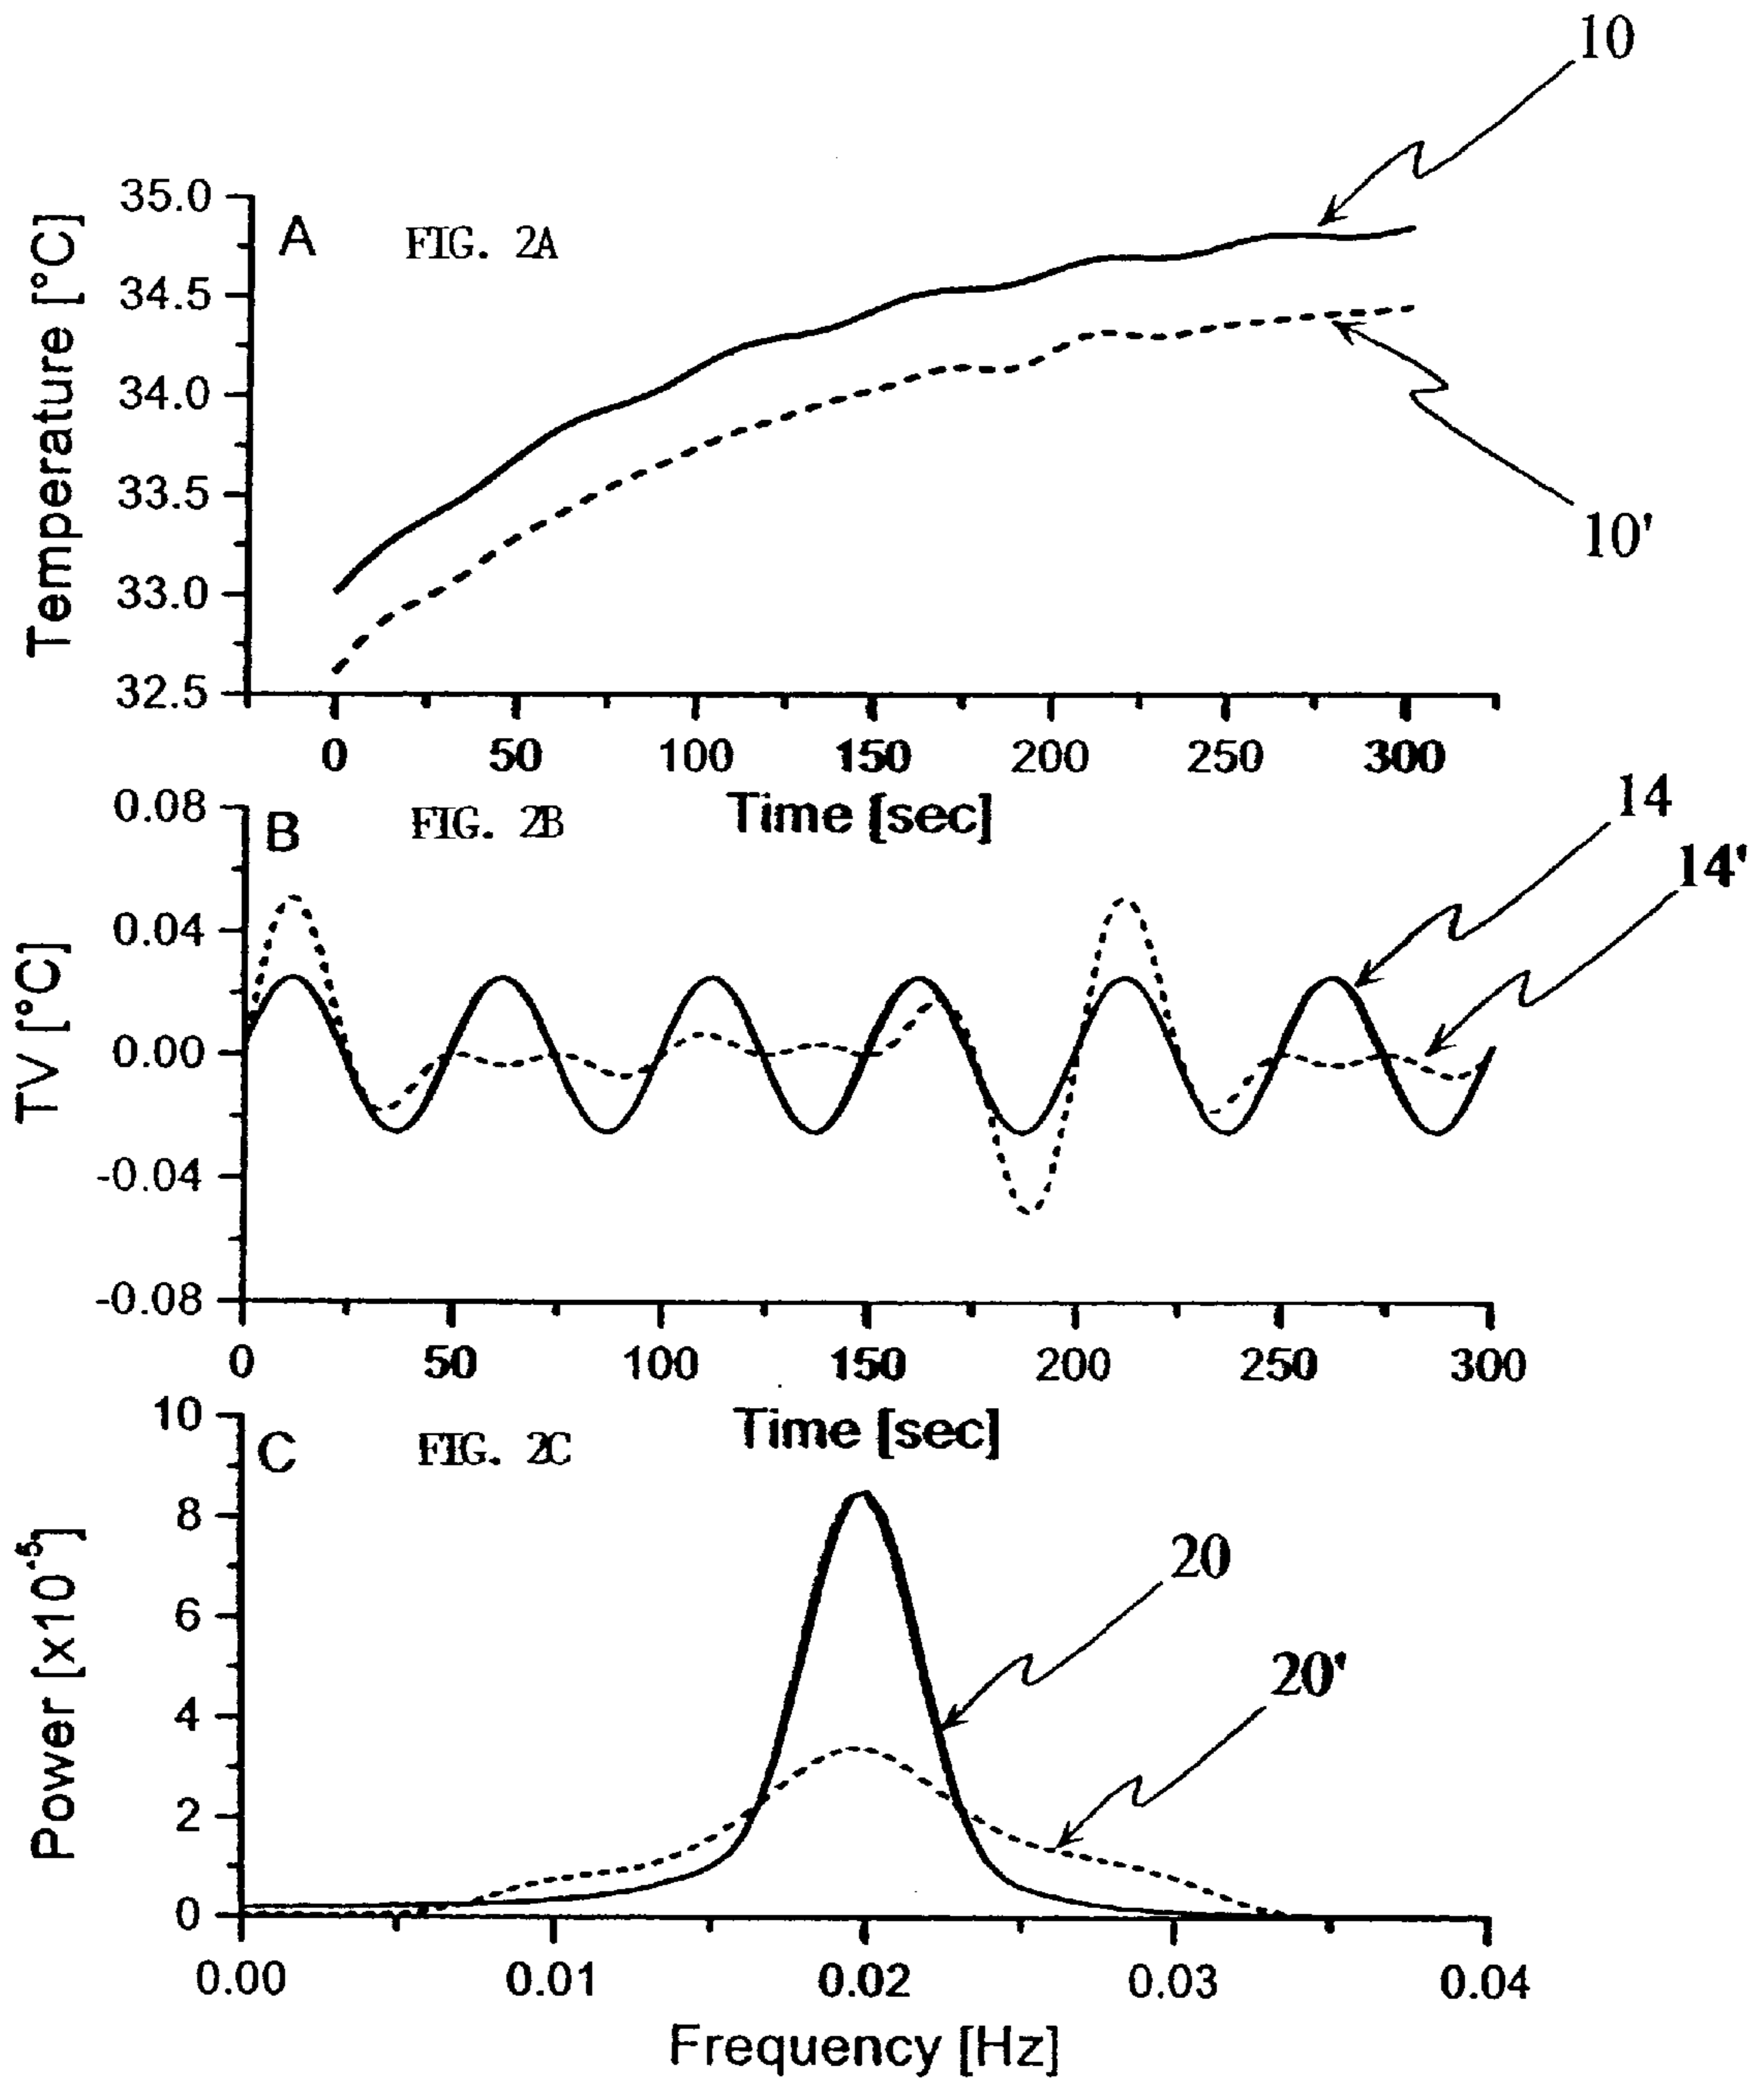 10
35.0
A FIG. 2A
34.5
34.0
33.5
33.0
32.5
Temperature [°C]
10'
0 50 100 150 200 250 300
Time [sec]
14
14'
0.08
B FIG. 2B
0.04
0.00
-0.04
-0.08
TV [°C]
0 50 100 150 200 250 300
Time [sec]
10
C FIG. 2C
8
6
4
2
0
Power [x10-5]
20
20'
0.00 0.01 0.02 0.03 0.04
Frequency [Hz]